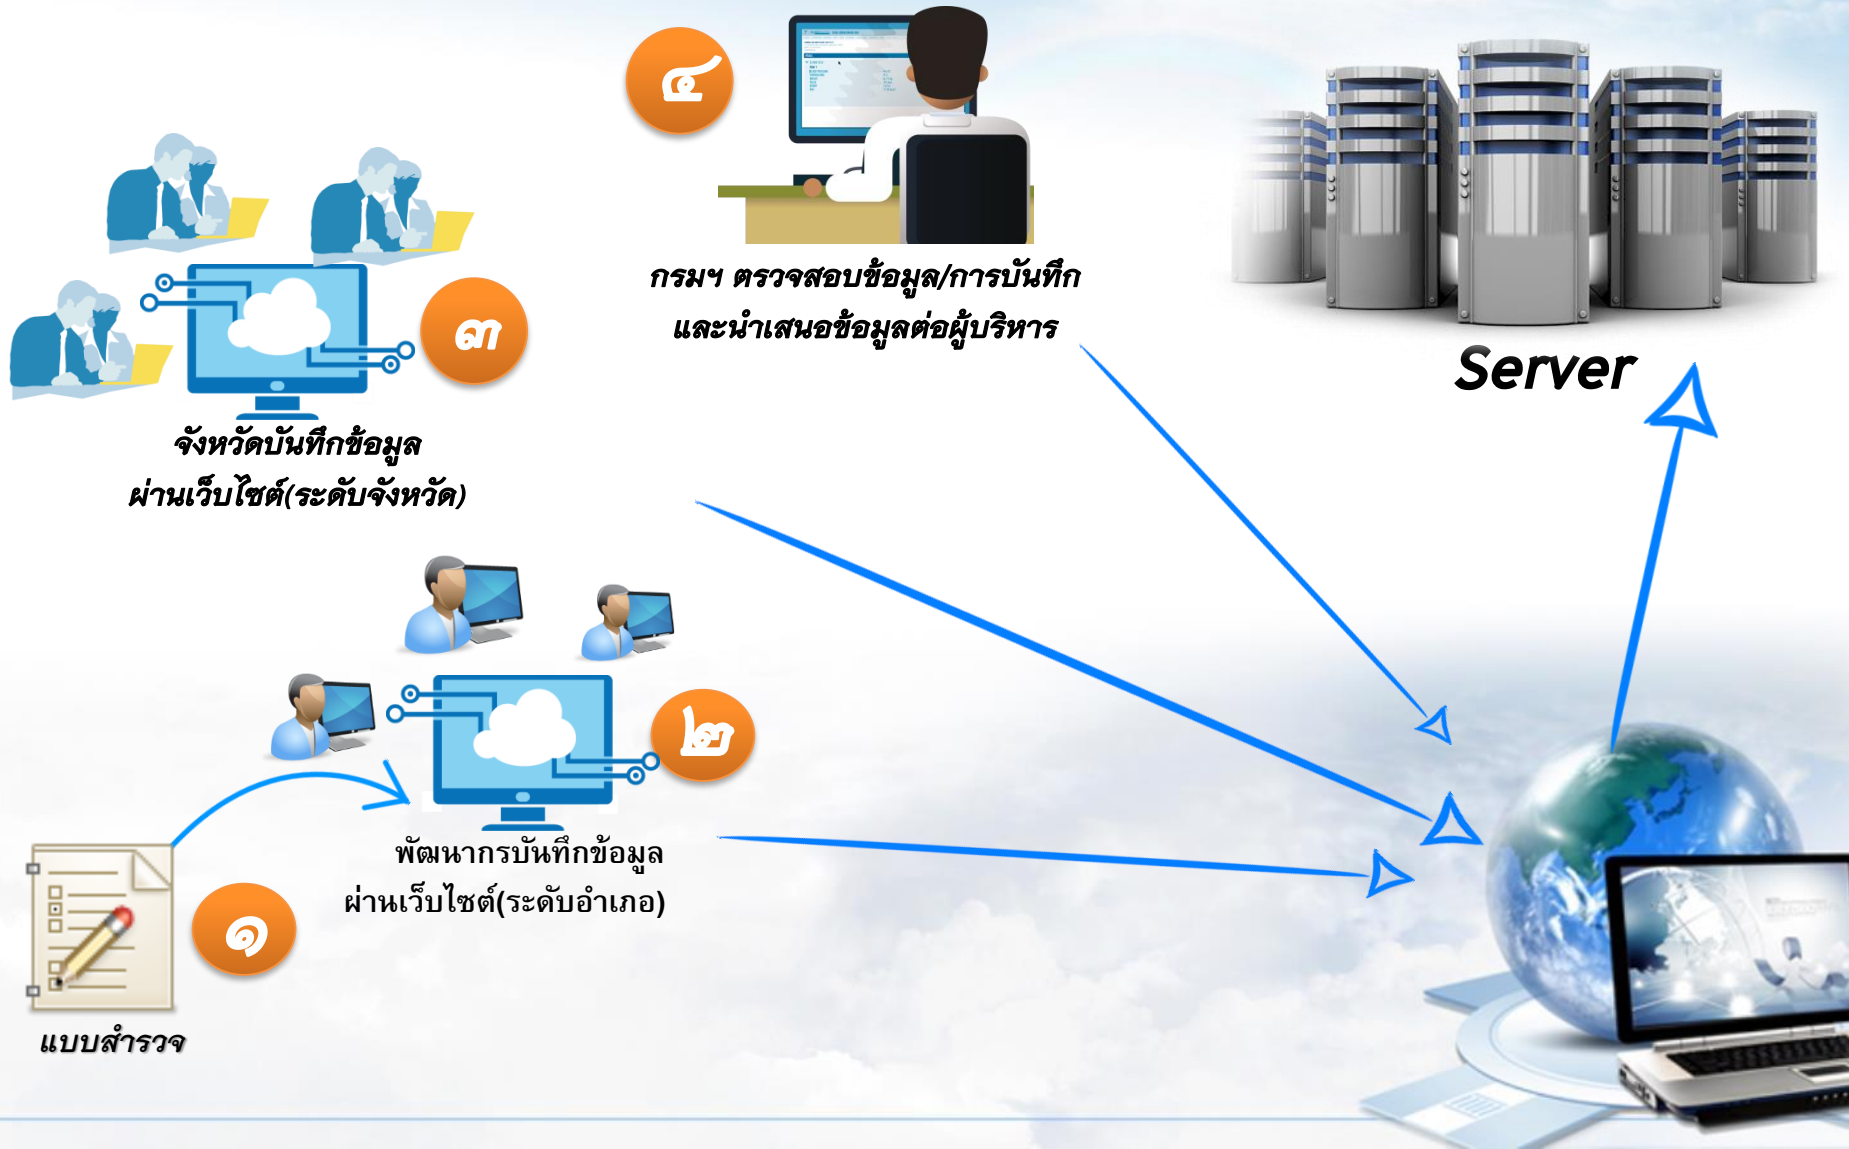 ๔
กรมฯ ตรวจสอบข้อมูล/การบันทึก
และนำเสนอข้อมูลต่อผู้บริหาร
Server
๓
จังหวัดบันทึกข้อมูล
ผ่านเว็บไซต์(ระดับจังหวัด)
๒
พัฒนากรบันทึกข้อมูล
ผ่านเว็บไซต์(ระดับอำเภอ)
๑
แบบสำรวจ